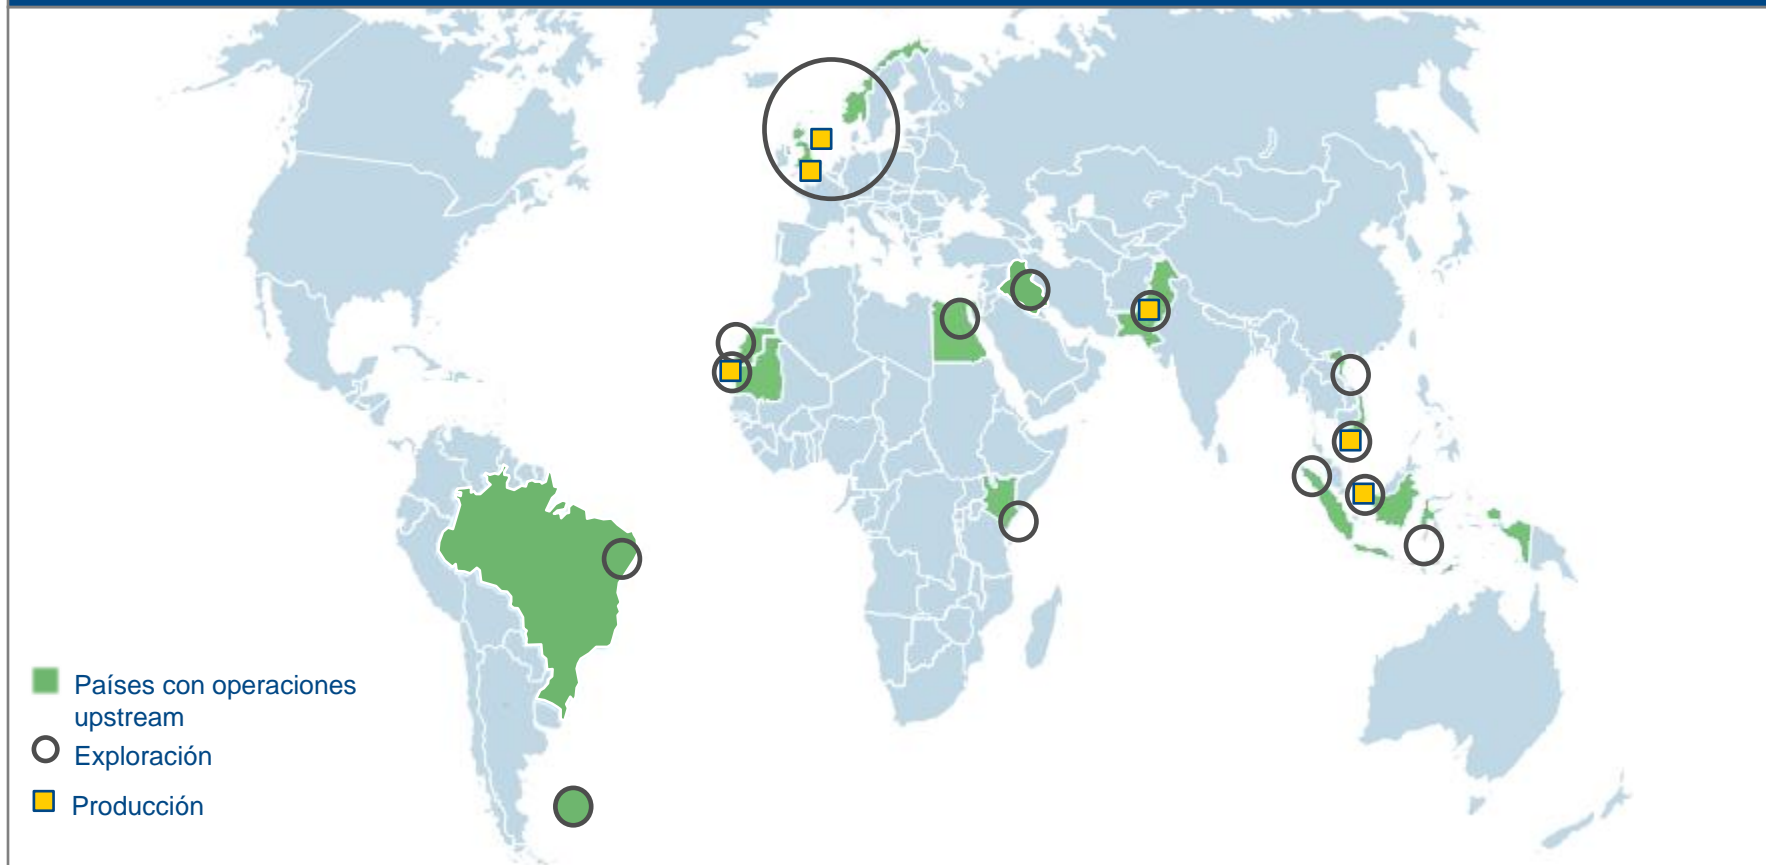 Países con operaciones
upstream
Exploración
Producción